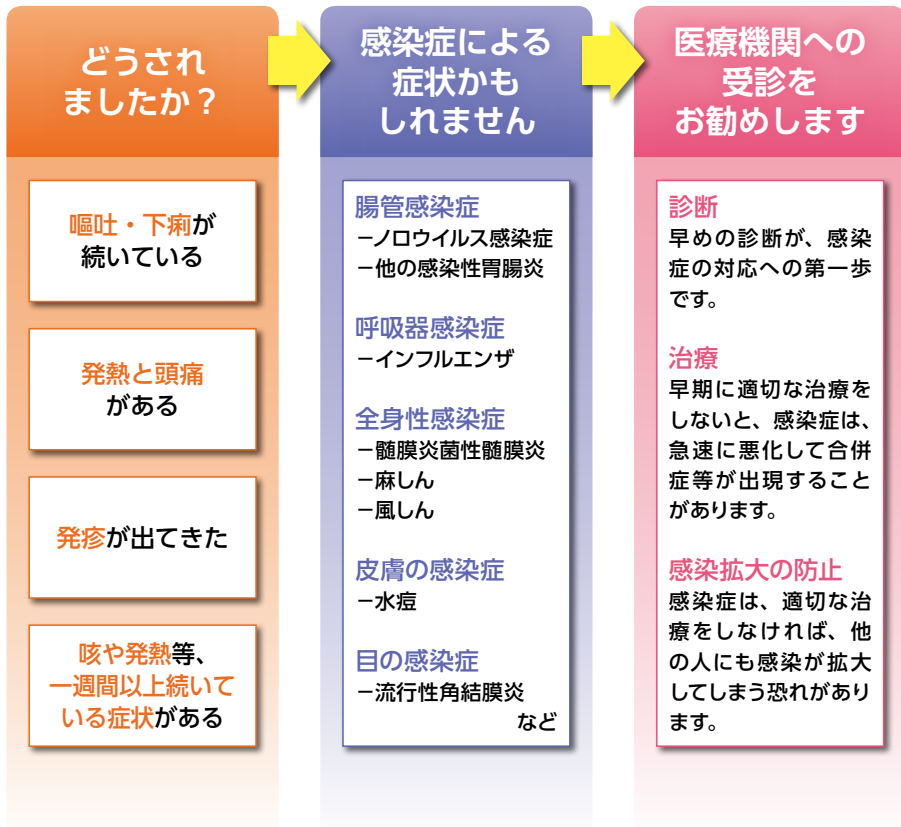 どうされ
ましたか？
嘔吐・下痢が
続いている
発熱と頭痛
がある
発疹が出てきた
咳や発熱等、
一週間以上続いて
いる症状がある
感染症による
症状かも
しれません
腸管感染症
−ノロウイルス感染症
−他の感染性胃腸炎
呼吸器感染症
−インフルエンザ
全身性感染症
−髄膜炎菌性髄膜炎
−麻しん
−風しん
皮膚の感染症
−水痘
目の感染症
−流行性角結膜炎
など
医療機関への
受診を
お勧めします
診断
早めの診断が、感染
症の対応への第一歩
です。
治療
早期に適切な治療を
しないと、感染症は、
急速に悪化して合併
症等が出現すること
があります。
感染拡大の防止
感染症は、適切な治
療をしなければ、他
の人にも感染が拡大
してしまう恐れがあり
ます。